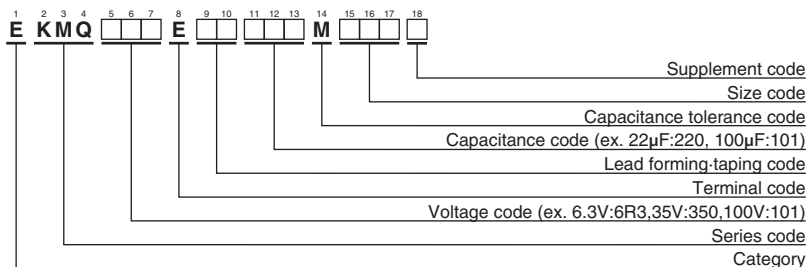 1 2 3 4 5 6 7 8 9 10 11 12 13 14 15 16 17 18
E KMQ E M
Supplement code
Size code
Capacitance tolerance code
Capacitance code (ex. 22μF:220, 100μF:101)
Lead forming·taping code
Terminal code
Voltage code (ex. 6.3V:6R3,35V:350,100V:101)
Series code
Category